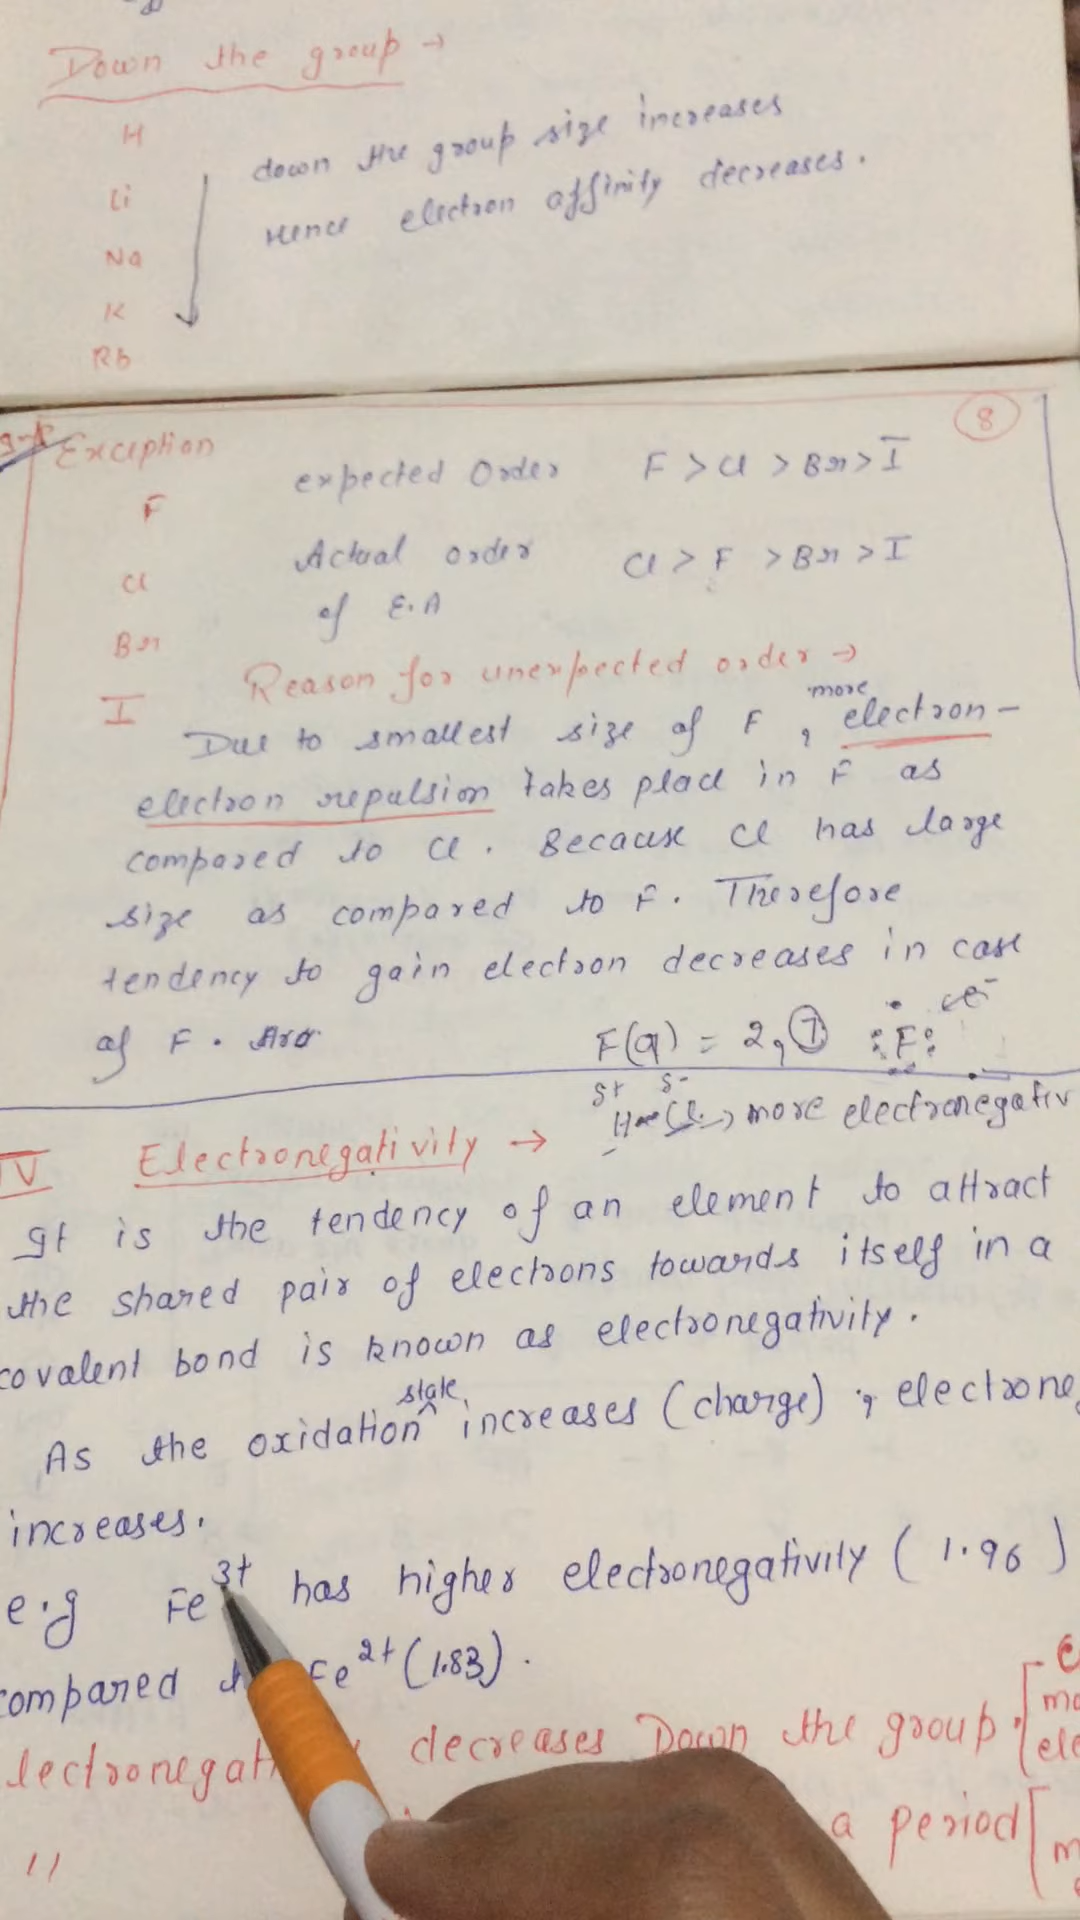 Down the group →
H
Li
Na
K
Rb
down the group size increases
Hence electron affinity decreases.
8
Exception
F
Cl
Br
I
expected Order F > Cl > Br > I
Actual order Cl > F > Br > I
of E.A
Reason for unexpected order →
Due to smallest size of F, more electron-
electron repulsion takes place in F as
compared to Cl. Because Cl has large
size as compared to F. Therefore
tendency to gain electron decreases in case
of F.
F(9) = 2,7 :F: e-
δ+ δ-
H Cl → more electronegativ
IV Electronegativity →
It is the tendency of an element to attract
the shared pair of electrons towards itself in a
covalent bond is known as electronegativity.
As the oxidation state increases (charge), electrone
increases.
e.g Fe3+ has higher electronegativity (1.96)
compared Fe2+ (1.83).
lectronegat decreases Down the group. [
mo
ele
a period [
11
m